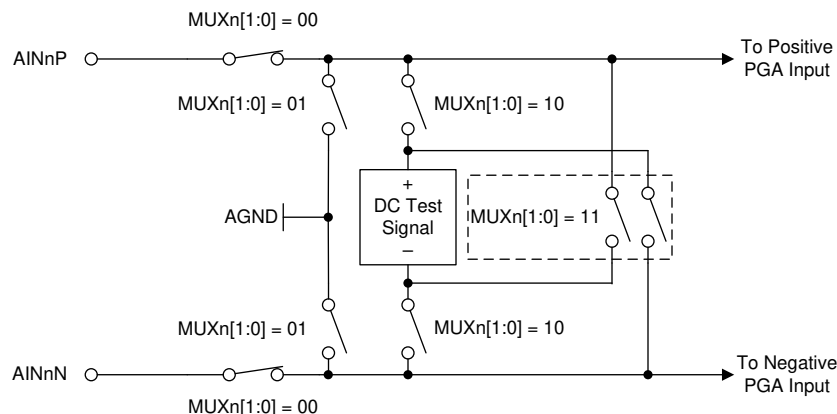 MUXn[1:0] = 00
AINnP
To Positive
PGA Input
MUXn[1:0] = 01
MUXn[1:0] = 10
+
DC Test
Signal
–
AGND
MUXn[1:0] = 11
MUXn[1:0] = 01
MUXn[1:0] = 10
AINnN
To Negative
PGA Input
MUXn[1:0] = 00